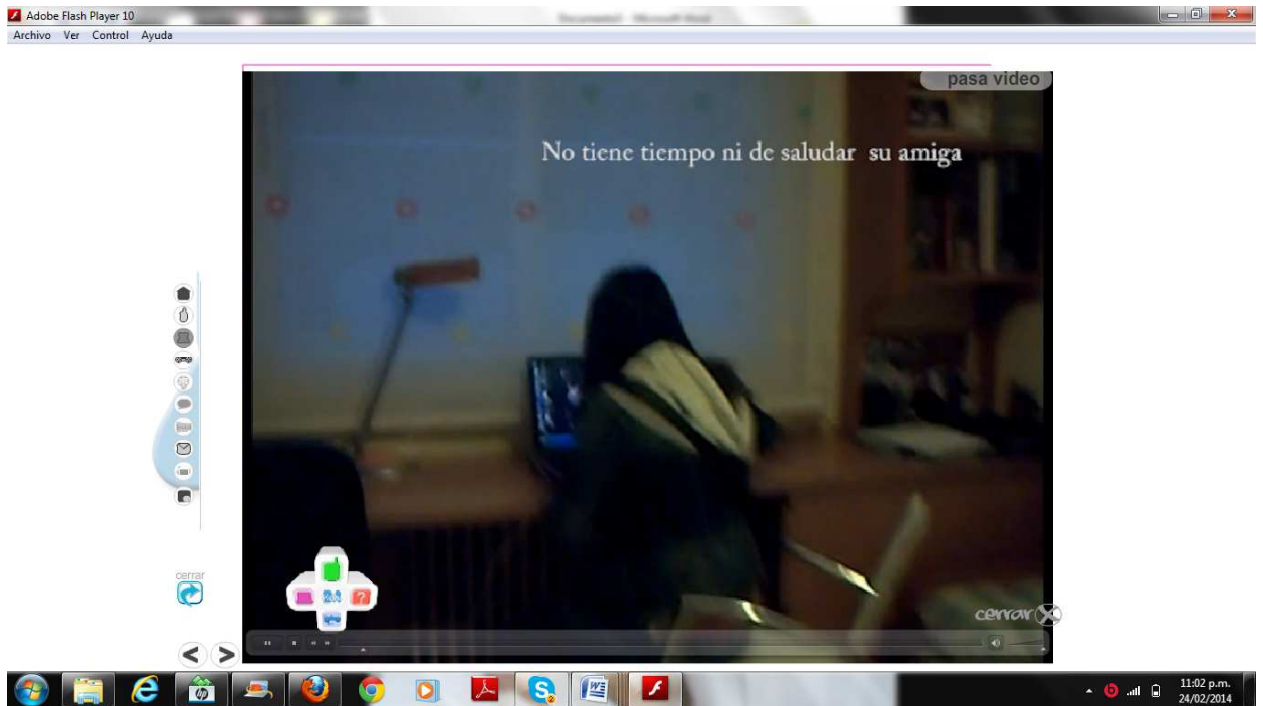 Adobe Flash Player 10
Archivo Ver Control Ayuda
pasa video
No tiene tiempo ni de saludar su amiga
cerrar
cerrar
11:02 p.m.
24/02/2014